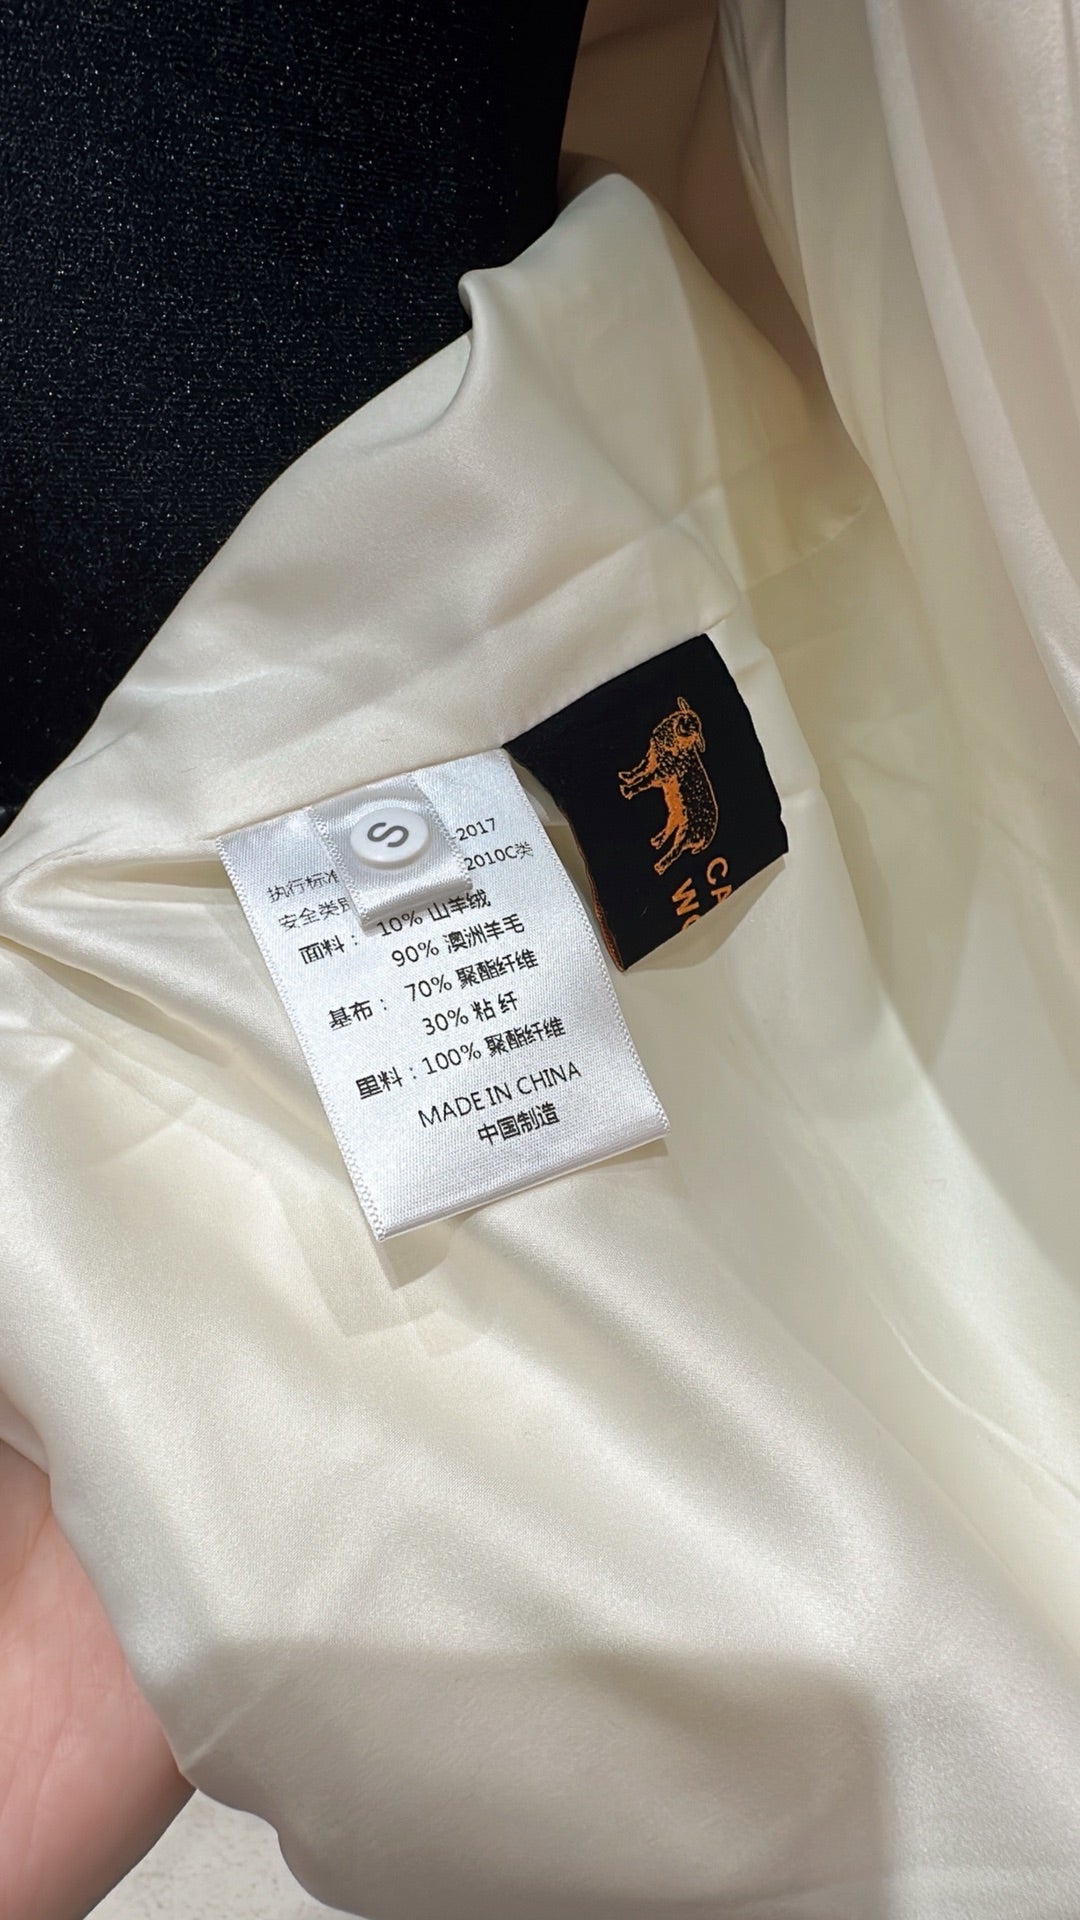 S
执行标准 -2017
安全类别 -2010C类
面料： 10% 山羊绒
90% 澳洲羊毛
基布： 70% 聚酯纤维
30% 粘纤
里料：100% 聚酯纤维
MADE IN CHINA
中国制造
CA
WO